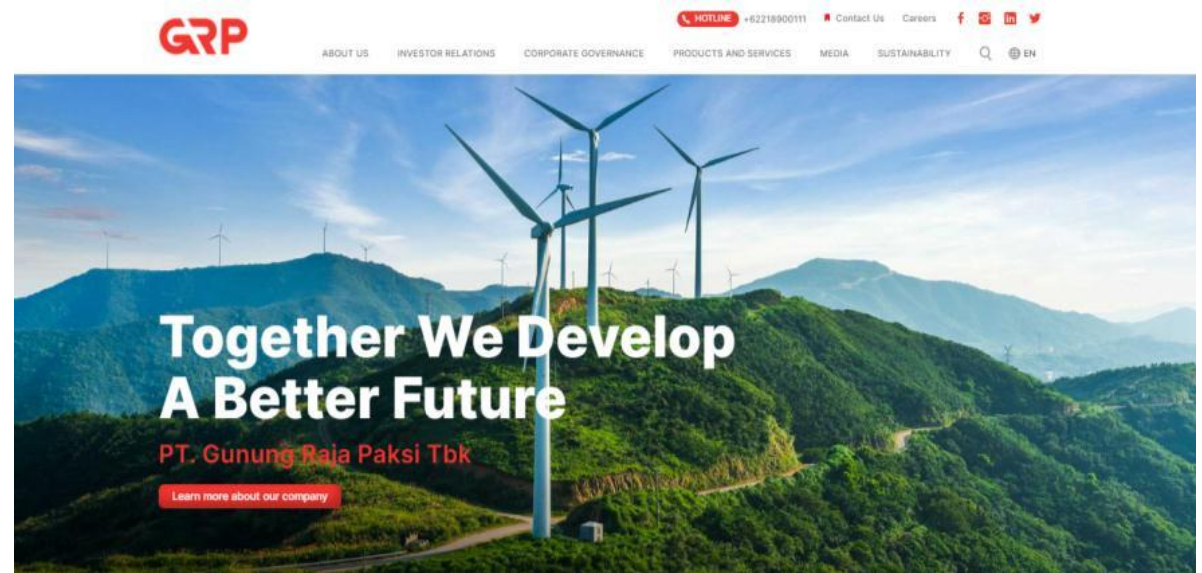 GRP
HOTLINE +62218900111 Contact Us Careers
ABOUT US INVESTOR RELATIONS CORPORATE GOVERNANCE PRODUCTS AND SERVICES MEDIA SUSTAINABILITY EN
Together We Develop
A Better Future
PT. Gunung Raja Paksi Tbk
Learn more about our company